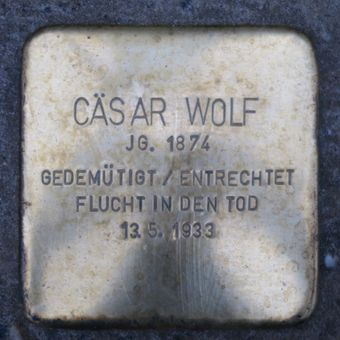 CÄSAR WOLF
JG. 1874
GEDEMÜTIGT / ENTRECHTET
FLUCHT IN DEN TOD
13.5.1933